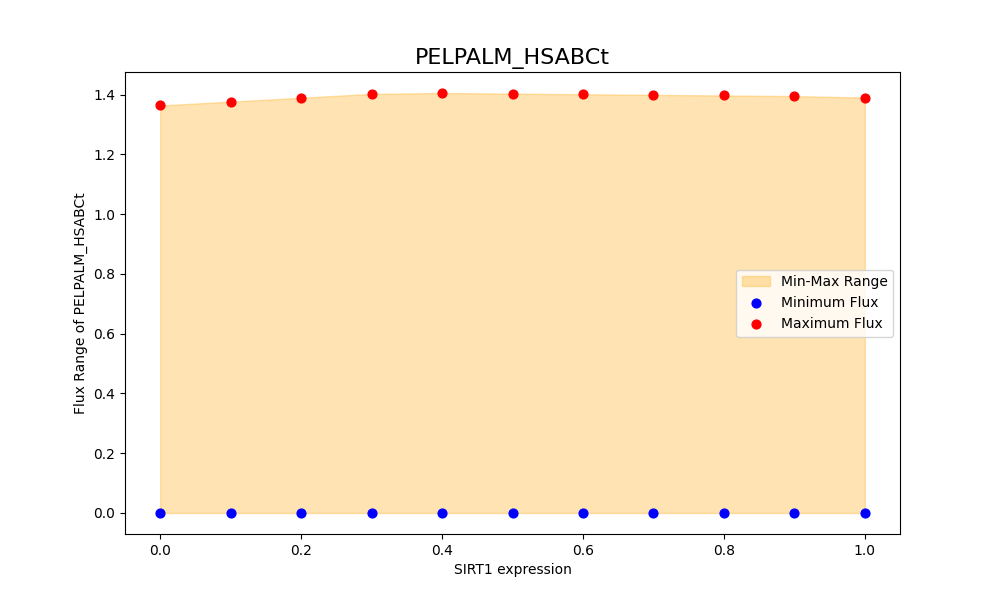 PELPALM_HSABCt
Flux Range of PELPALM_HSABCt
1.4
1.2
1.0
0.8
0.6
0.4
0.2
0.0
Min-Max Range
Minimum Flux
Maximum Flux
0.0 0.2 0.4 0.6 0.8 1.0
SIRT1 expression